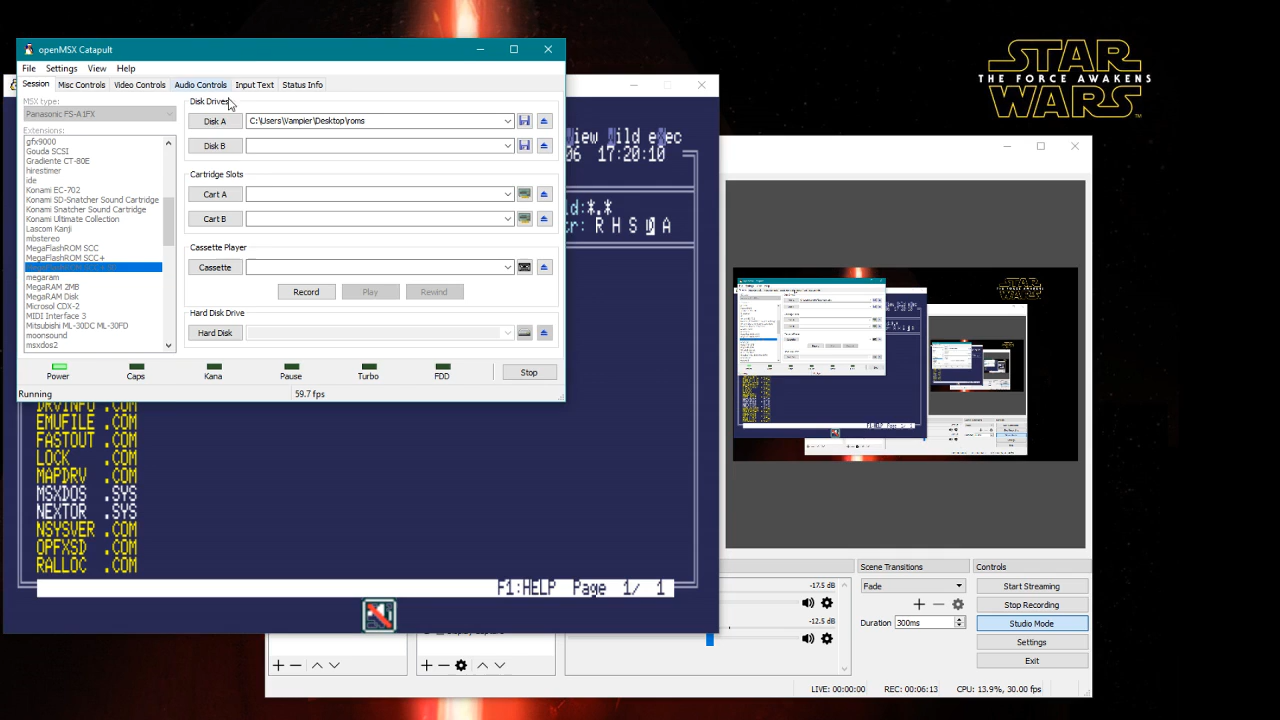 openMSX Catapult
File Settings View Help
Session Misc Controls Video Controls Audio Controls Input Text Status Info
MSX type:
Panasonic FS-A1FX
Extensions:
gfx9000
Gouda SCSI
Gradiente CT-80E
hirestimer
ide
Konami EC-702
Konami SD-Snatcher Sound Cartridge
Konami Snatcher Sound Cartridge
Konami Ultimate Collection
Lascom Kanji
mbstereo
MegaFlashROM SCC
MegaFlashROM SCC+
megaram
MegaRAM 2MB
MegaRAM Disk
Microsol CDX-2
MIDI Interface 3
Mitsubishi ML-30DC ML-30FD
moonsound
msxdos2
Disk Drives
Disk A C:\Users\Vampier\Desktop\roms
Disk B
Cartridge Slots
Cart A
Cart B
Cassette Player
Cassette
Record Play Rewind
Hard Disk Drive
Hard Disk
Power Caps Kana Pause Turbo FDD Stop
Running 59.7 fps
iew Wild exec
06 17:20:10
ld:*.*
tr: R H S W A
DRVINFO .COM
EMUFILE .COM
FASTOUT .COM
LOCK .COM
MAPDRV .COM
MSXDOS .SYS
NEXTOR .SYS
NSYSVER .COM
OPFXSD .COM
RALLOC .COM
F1:HELP Page 1/ 1
STAR
THE FORCE AWAKENS
WARS
-17.5 dB
-12.5 dB
Scene Transitions
Fade
Duration 300ms
Controls
Start Streaming
Stop Recording
Studio Mode
Settings
Exit
LIVE: 00:00:00 REC: 00:06:13 CPU: 13.9%, 30.00 fps